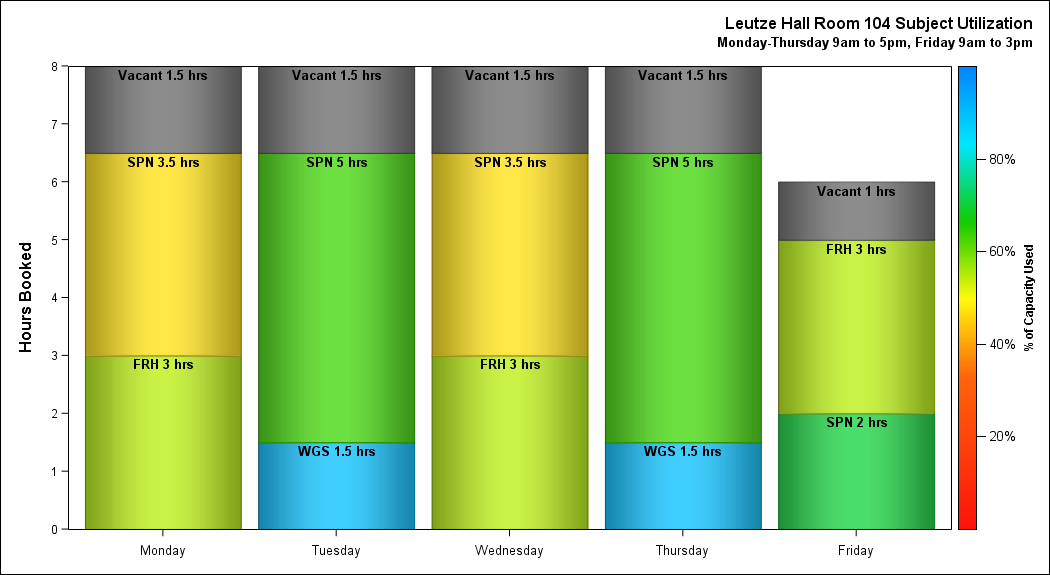 Leutze Hall Room 104 Subject Utilization
Monday-Thursday 9am to 5pm, Friday 9am to 3pm
8
Vacant 1.5 hrs
Vacant 1.5 hrs
Vacant 1.5 hrs
Vacant 1.5 hrs
7
SPN 3.5 hrs
SPN 5 hrs
SPN 3.5 hrs
SPN 5 hrs
80%
6
Vacant 1 hrs
5
FRH 3 hrs
60%
Hours Booked
% of Capacity Used
4
3
FRH 3 hrs
FRH 3 hrs
40%
2
SPN 2 hrs
WGS 1.5 hrs
WGS 1.5 hrs
20%
1
0
Monday
Tuesday
Wednesday
Thursday
Friday